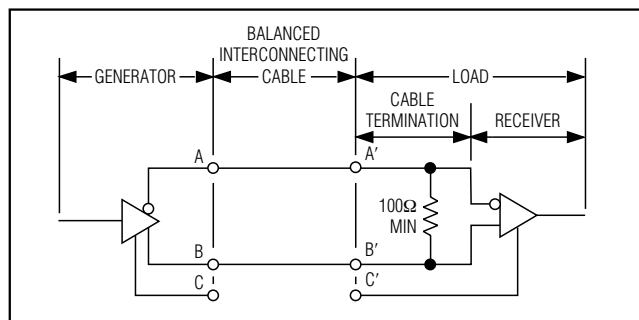 BALANCED
INTERCONNECTING
GENERATOR CABLE LOAD
CABLE
TERMINATION RECEIVER
A A′
100Ω
MIN
B B′
C C′